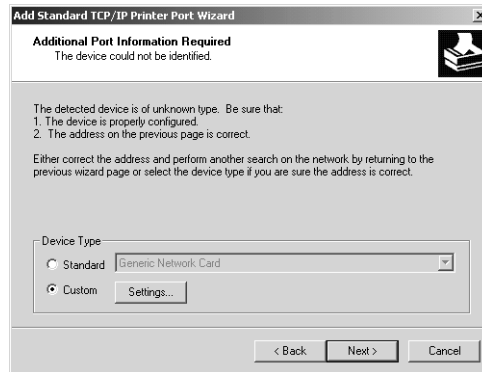 Add Standard TCP/IP Printer Port Wizard
Additional Port Information Required
The device could not be identified.
The detected device is of unknown type. Be sure that:
1. The device is properly configured.
2. The address on the previous page is correct.
Either correct the address and perform another search on the network by returning to the
previous wizard page or select the device type if you are sure the address is correct.
Device Type
Standard Generic Network Card
Custom Settings...
< Back Next > Cancel